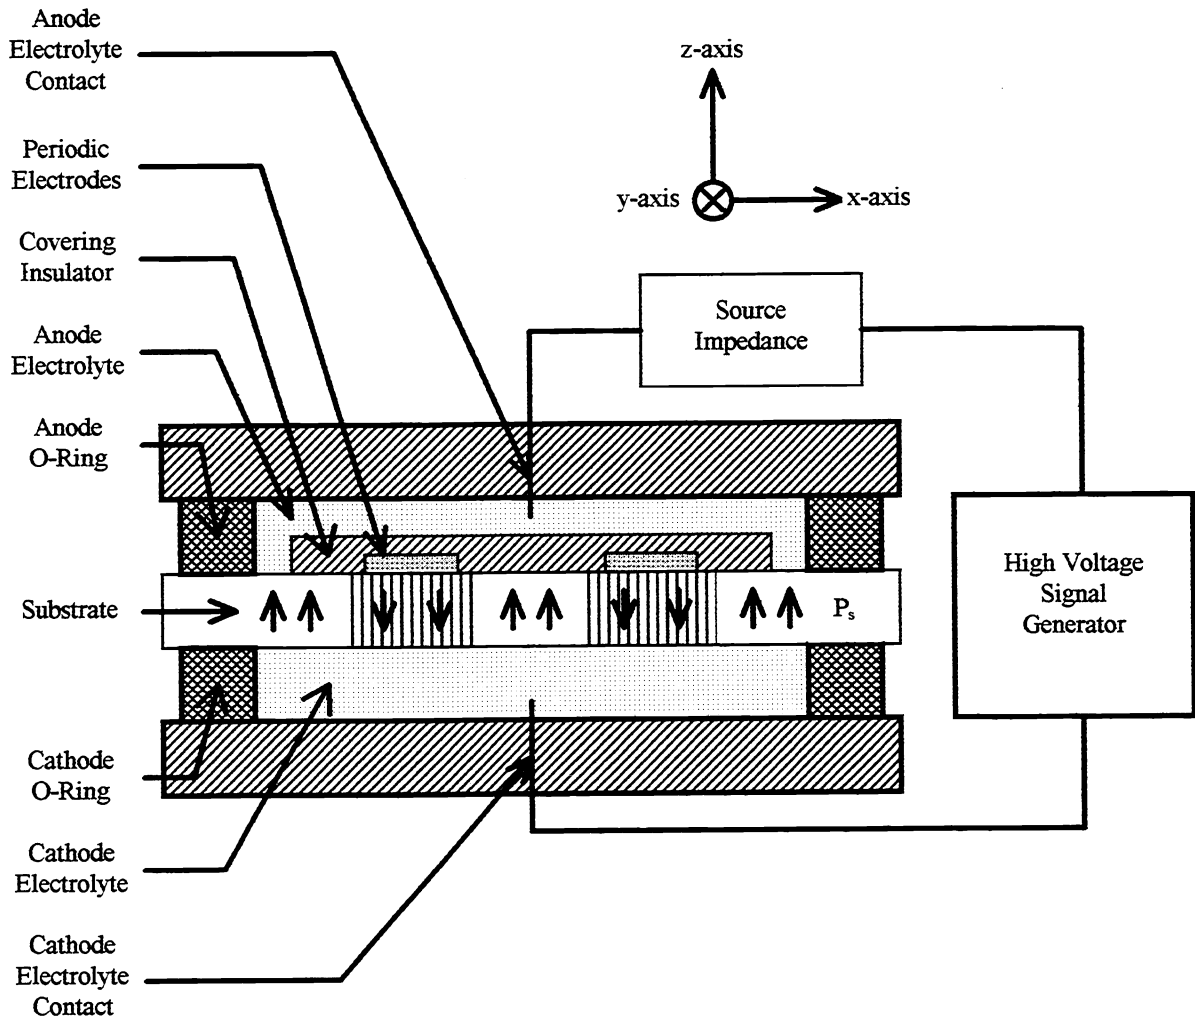 Anode
Electrolyte
Contact
z-axis
Periodic
Electrodes
y-axis
x-axis
Covering
Insulator
Source
Impedance
Anode
Electrolyte
Anode
O-Ring
High Voltage
Signal
Generator
Substrate
Ps
Cathode
O-Ring
Cathode
Electrolyte
Cathode
Electrolyte
Contact